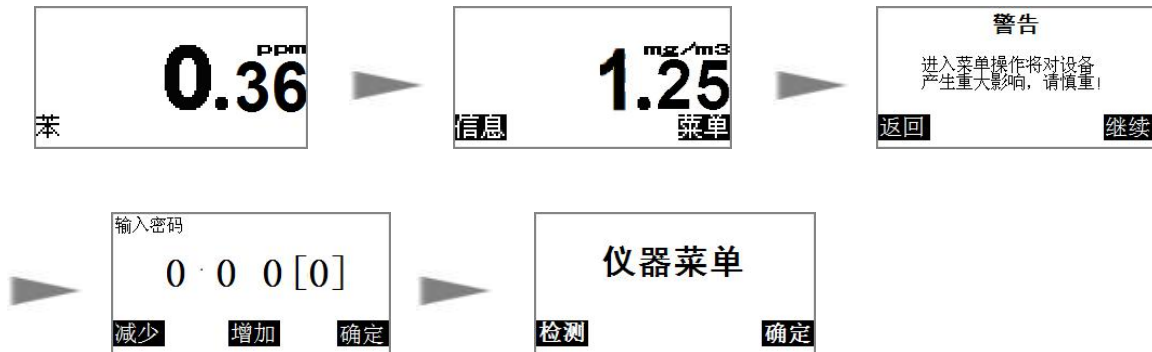 ppm
0.36
苯
mg/m3
1.25
信息 菜单
警告
进入菜单操作将对设备
产生重大影响，请慎重！
返回 继续
输入密码
0 0 0[0]
减少 增加 确定
仪器菜单
检测 确定